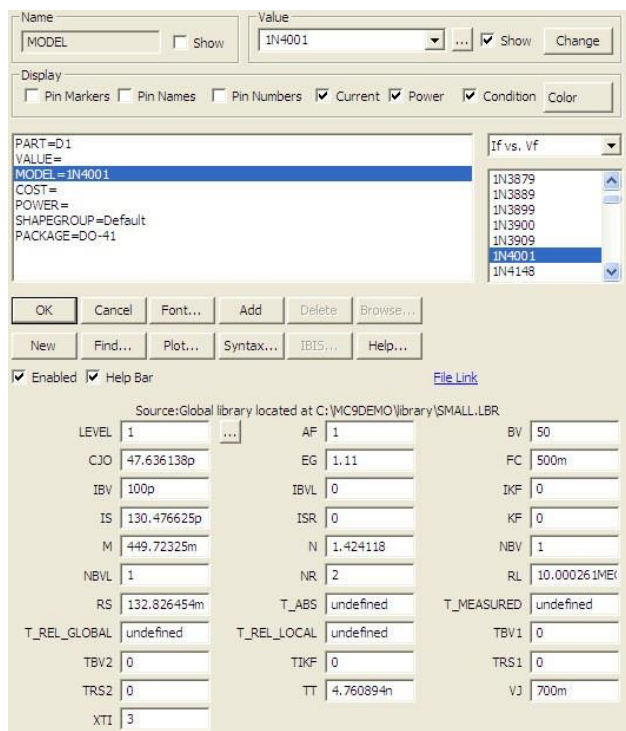 Name Value
MODEL Show 1N4001 ... Show Change
Display
Pin Markers Pin Names Pin Numbers Current Power Condition Color
PART=D1
VALUE=
MODEL=1N4001
COST=
POWER=
SHAPEGROUP=Default
PACKAGE=DO-41
If vs. Vf
1N3879
1N3889
1N3899
1N3900
1N3909
1N4001
1N4148
OK Cancel Font... Add Delete Browse...
New Find... Plot... Syntax... IBIS... Help...
Enabled Help Bar File Link
Source:Global library located at C:\MC9DEMO\library\SMALL.LBR
LEVEL 1 ... AF 1 BV 50
CJO 47.636138p EG 1.11 FC 500m
IBV 100p IBVL 0 IKF 0
IS 130.476625p ISR 0 KF 0
M 449.72325m N 1.424118 NBV 1
NBVL 1 NR 2 RL 10.000261MEG
RS 132.826454m T_ABS undefined T_MEASURED undefined
T_REL_GLOBAL undefined T_REL_LOCAL undefined TBV1 0
TBV2 0 TIKF 0 TRS1 0
TRS2 0 TT 4.760894n VJ 700m
XTI 3